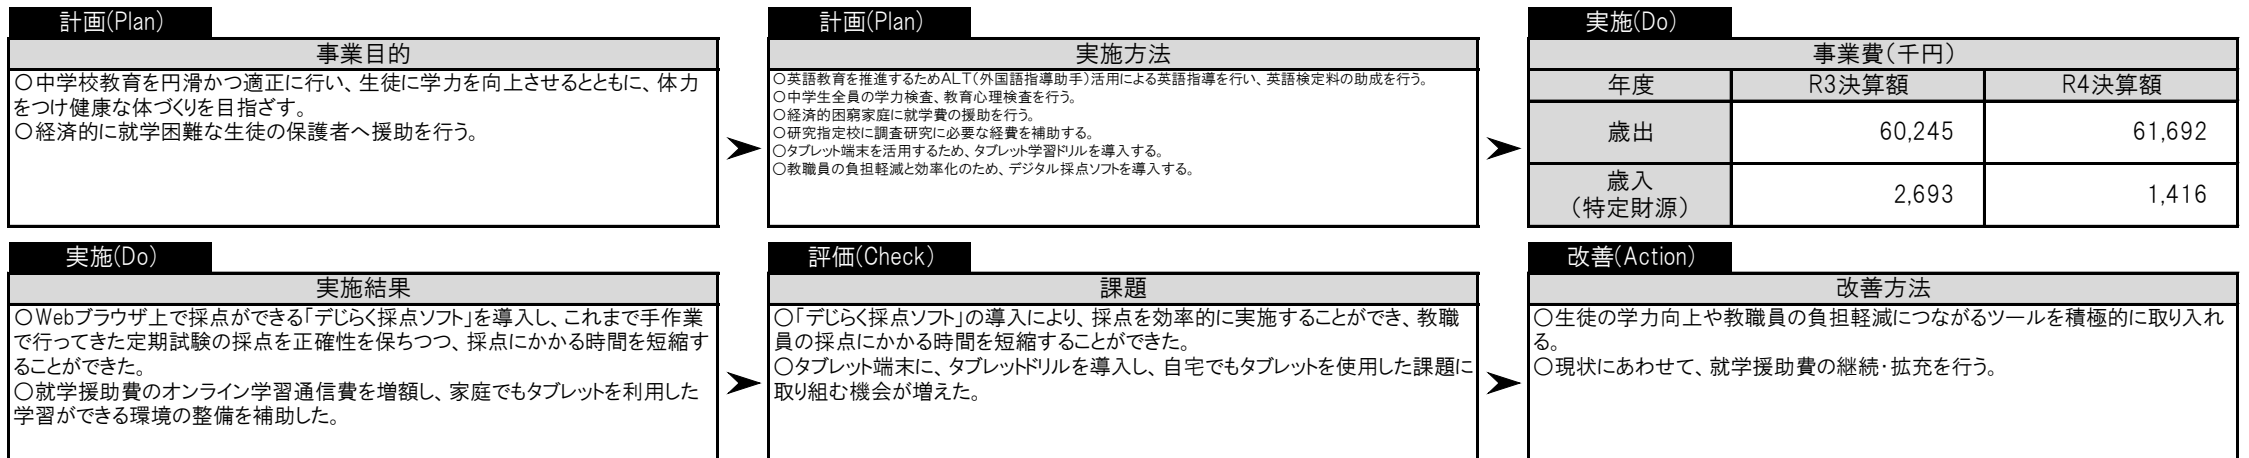 計画(Plan)
事業目的
○中学校教育を円滑かつ適正に行い、生徒に学力を向上させるとともに、体力
をつけ健康な体づくりを目指ざす。
○経済的に就学困難な生徒の保護者へ援助を行う。
計画(Plan)
実施方法
○英語教育を推進するためALT(外国語指導助手)活用による英語指導を行い、英語検定料の助成を行う。
○中学生全員の学力検査、教育心理検査を行う。
○経済的困窮家庭に就学費の援助を行う。
○研究指定校に調査研究に必要な経費を補助する。
○タブレット端末を活用するため、タブレット学習ドリルを導入する。
○教職員の負担軽減と効率化のため、デジタル採点ソフトを導入する。
実施(Do)
事業費(千円)
年度 R3決算額 R4決算額
歳出 60,245 61,692
歳入
(特定財源) 2,693 1,416
実施(Do)
実施結果
○Webブラウザ上で採点ができる「デじらく採点ソフト」を導入し、これまで手作業
で行ってきた定期試験の採点を正確性を保ちつつ、採点にかかる時間を短縮す
ることができた。
○就学援助費のオンライン学習通信費を増額し、家庭でもタブレットを利用した
学習ができる環境の整備を補助した。
評価(Check)
課題
○「デじらく採点ソフト」の導入により、採点を効率的に実施することができ、教職
員の採点にかかる時間を短縮することができた。
○タブレット端末に、タブレットドリルを導入し、自宅でもタブレットを使用した課題に
取り組む機会が増えた。
改善(Action)
改善方法
○生徒の学力向上や教職員の負担軽減につながるツールを積極的に取り入れ
る。
○現状にあわせて、就学援助費の継続・拡充を行う。